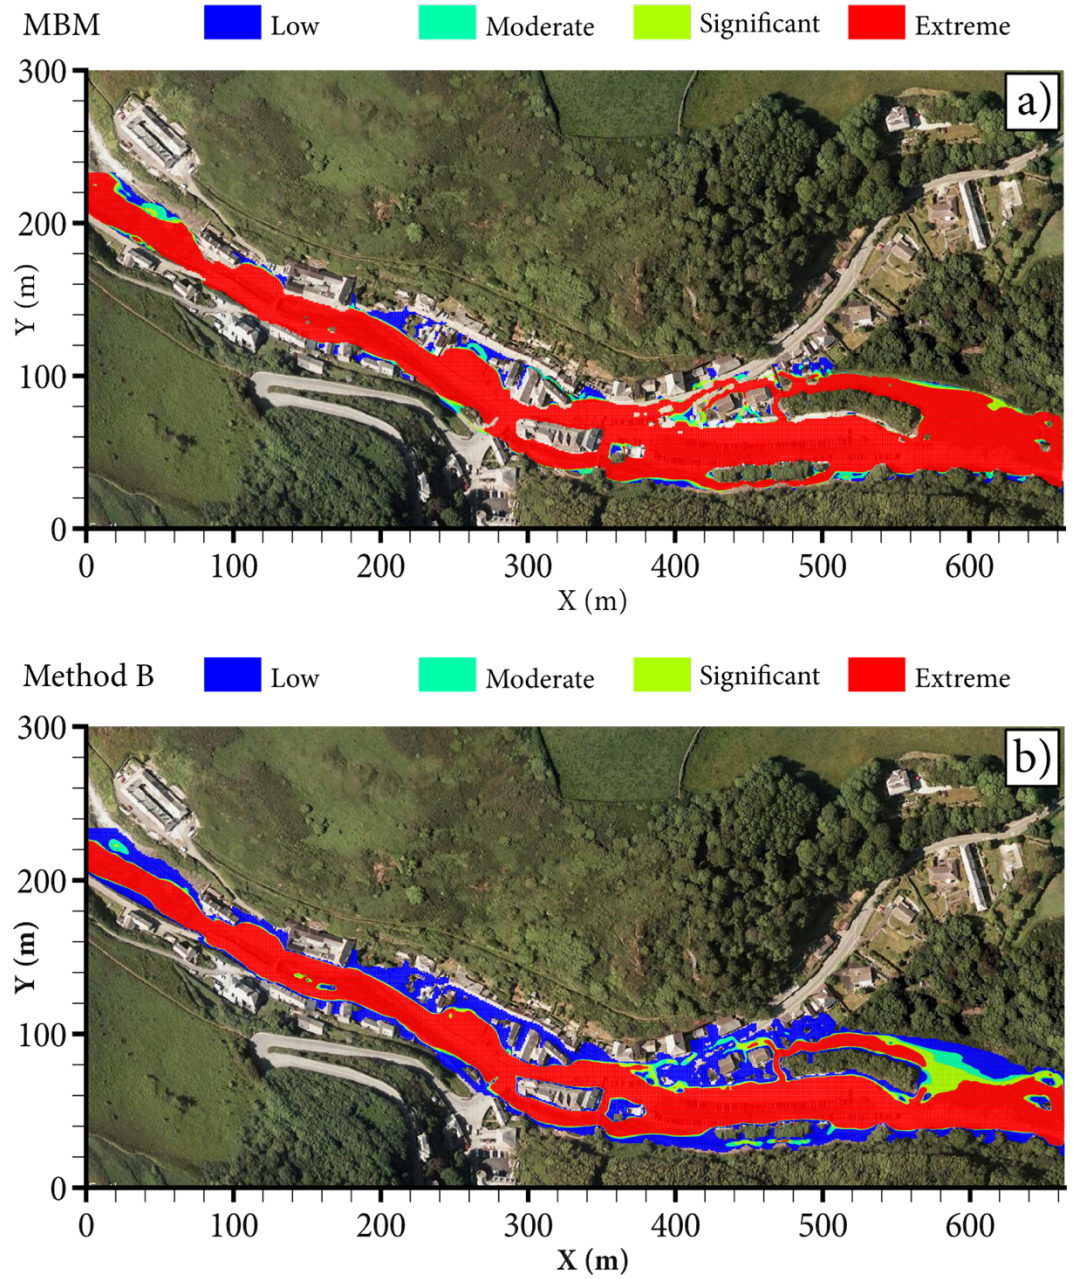 MBM Low Moderate Significant Extreme
a)
300
200
100
0
Y (m)
0 100 200 300 400 500 600
X (m)
Method B Low Moderate Significant Extreme
b)
300
200
100
0
Y (m)
0 100 200 300 400 500 600
X (m)